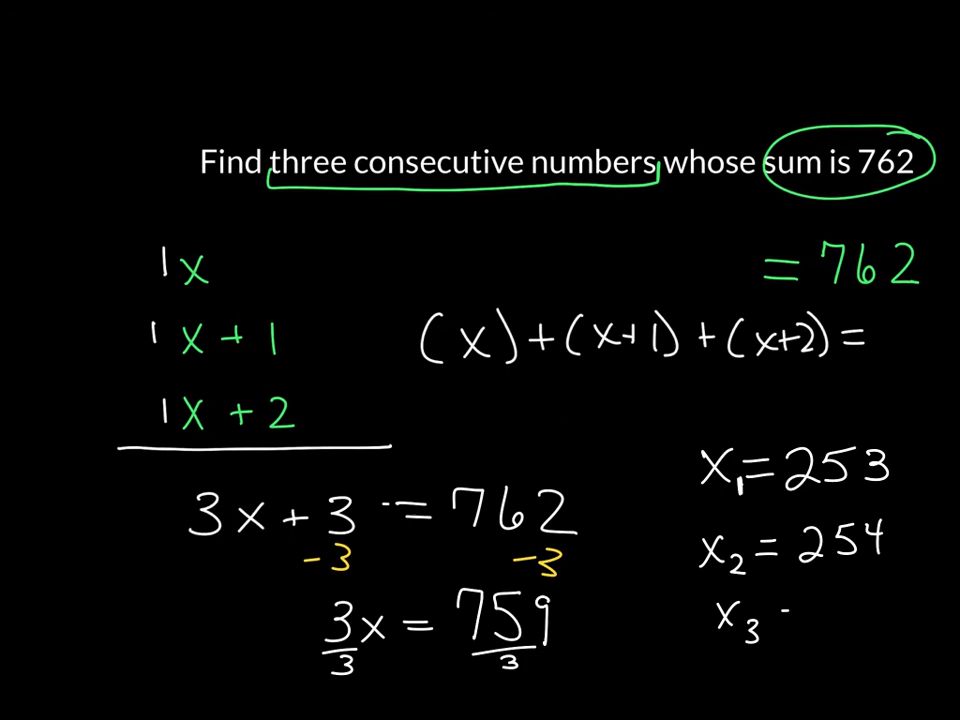 Find three consecutive numbers whose sum is 762
1x
= 762
1x + 1
(x) + (x+1) + (x+2) =
1x + 2
x₁ = 253
3x + 3 = 762
x₂ = 254
-3 -3
3x = 759
x₃ -
3 3